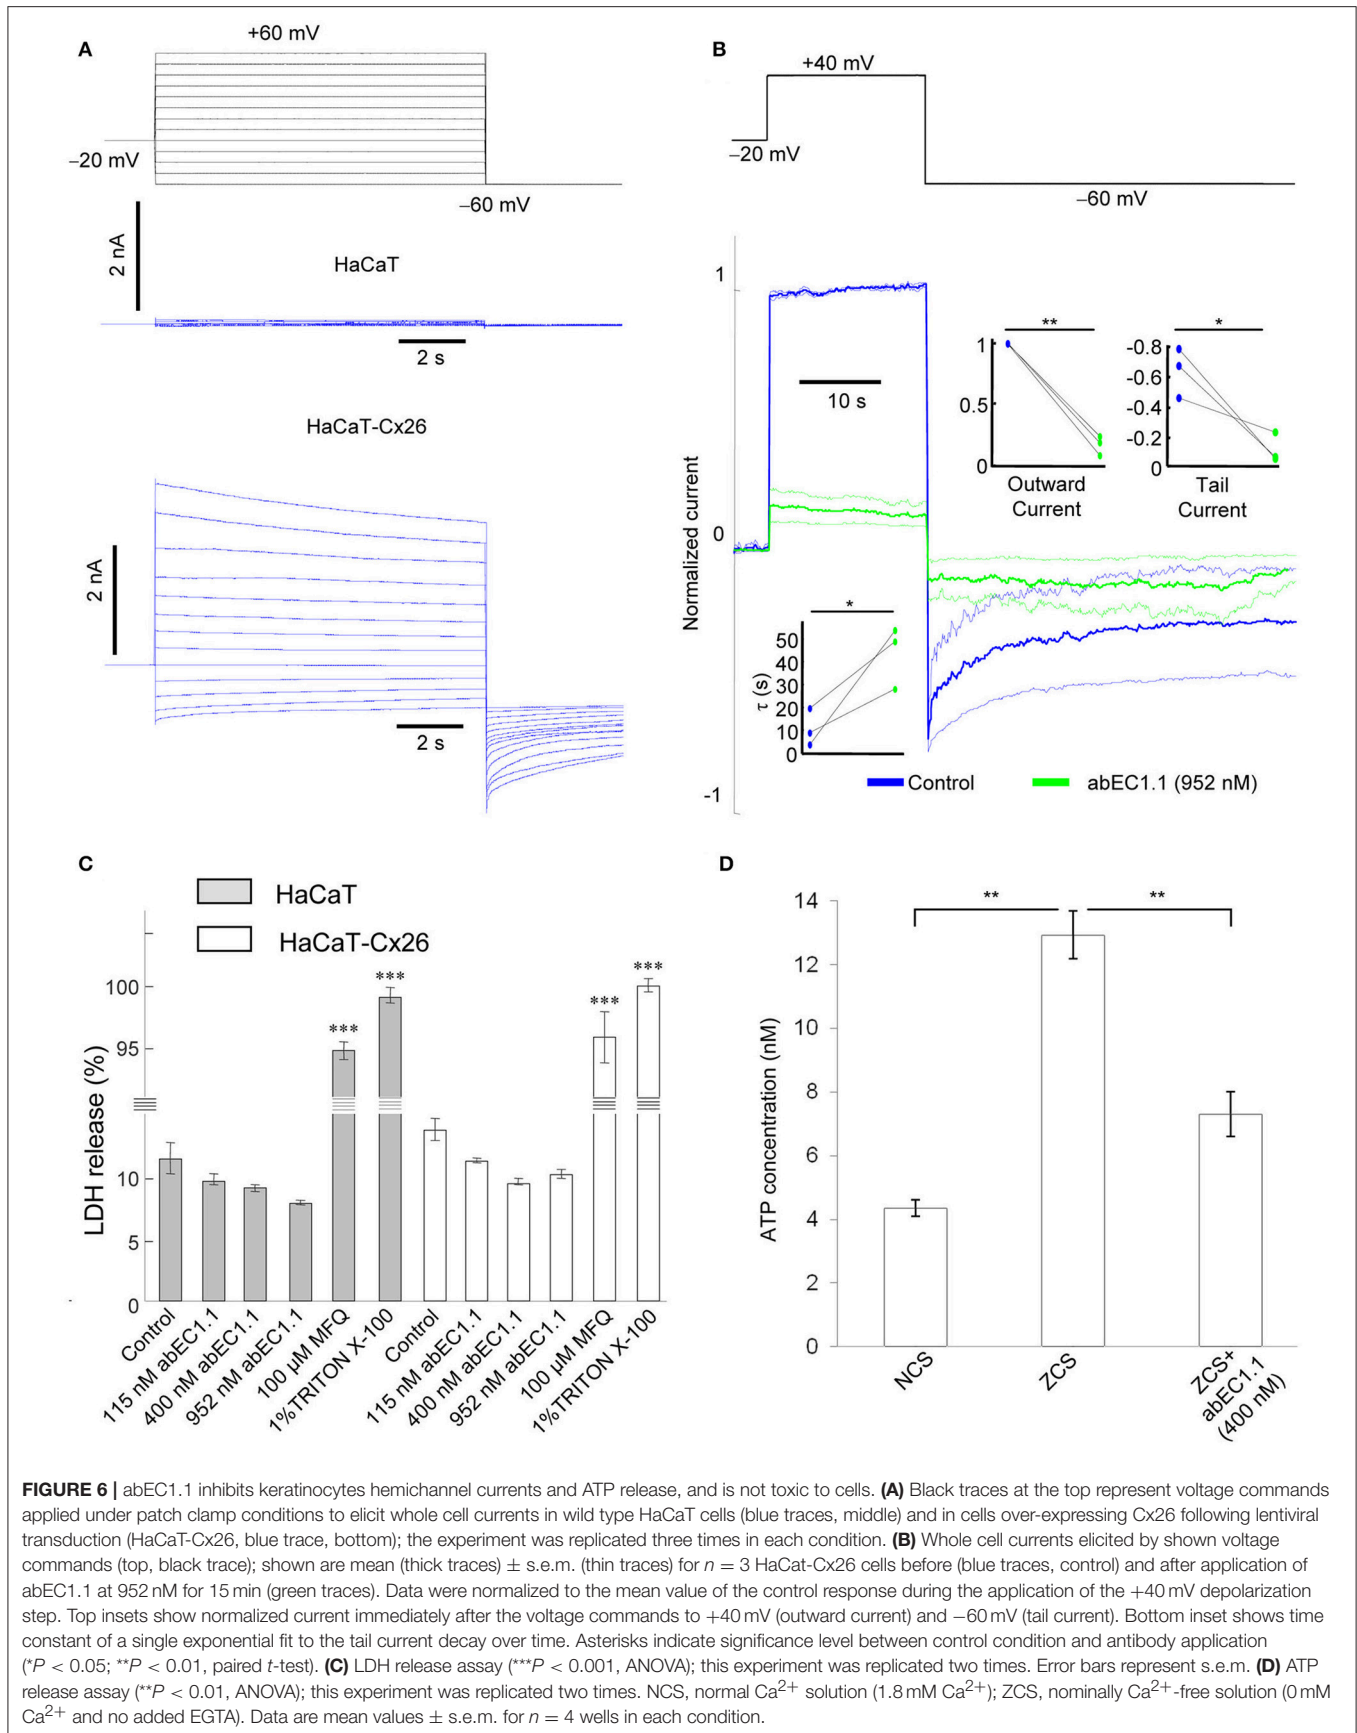 A
+60 mV
−20 mV
−60 mV
2 nA
HaCaT
2 s
HaCaT-Cx26
2 nA
2 s
B
+40 mV
−20 mV
−60 mV
Normalized current
1
0
-1
10 s
**
1
0.5
0
Outward
Current
*
-0.8
-0.6
-0.4
-0.2
0
Tail
Current
*
50
40
30
20
10
0
τ (s)
Control
abEC1.1 (952 nM)
C
HaCaT
HaCaT-Cx26
LDH release (%)
100
95
10
5
0
***
***
***
***
Control
115 nM abEC1.1
400 nM abEC1.1
952 nM abEC1.1
100 µM MFQ
1%TRITON X-100
Control
115 nM abEC1.1
400 nM abEC1.1
952 nM abEC1.1
100 µM MFQ
1%TRITON X-100
D
ATP concentration (nM)
14
12
10
8
6
4
2
0
**
**
NCS
ZCS
ZCS+
abEC1.1
(400 nM)
FIGURE 6 | abEC1.1 inhibits keratinocytes hemichannel currents and ATP release, and is not toxic to cells. (A) Black traces at the top represent voltage commands
applied under patch clamp conditions to elicit whole cell currents in wild type HaCaT cells (blue traces, middle) and in cells over-expressing Cx26 following lentiviral
transduction (HaCaT-Cx26, blue trace, bottom); the experiment was replicated three times in each condition. (B) Whole cell currents elicited by shown voltage
commands (top, black trace); shown are mean (thick traces) ± s.e.m. (thin traces) for n = 3 HaCat-Cx26 cells before (blue traces, control) and after application of
abEC1.1 at 952 nM for 15 min (green traces). Data were normalized to the mean value of the control response during the application of the +40 mV depolarization
step. Top insets show normalized current immediately after the voltage commands to +40 mV (outward current) and −60 mV (tail current). Bottom inset shows time
constant of a single exponential fit to the tail current decay over time. Asterisks indicate significance level between control condition and antibody application
(*P < 0.05; **P < 0.01, paired t-test). (C) LDH release assay (***P < 0.001, ANOVA); this experiment was replicated two times. Error bars represent s.e.m. (D) ATP
release assay (**P < 0.01, ANOVA); this experiment was replicated two times. NCS, normal Ca2+ solution (1.8 mM Ca2+); ZCS, nominally Ca2+-free solution (0 mM
Ca2+ and no added EGTA). Data are mean values ± s.e.m. for n = 4 wells in each condition.